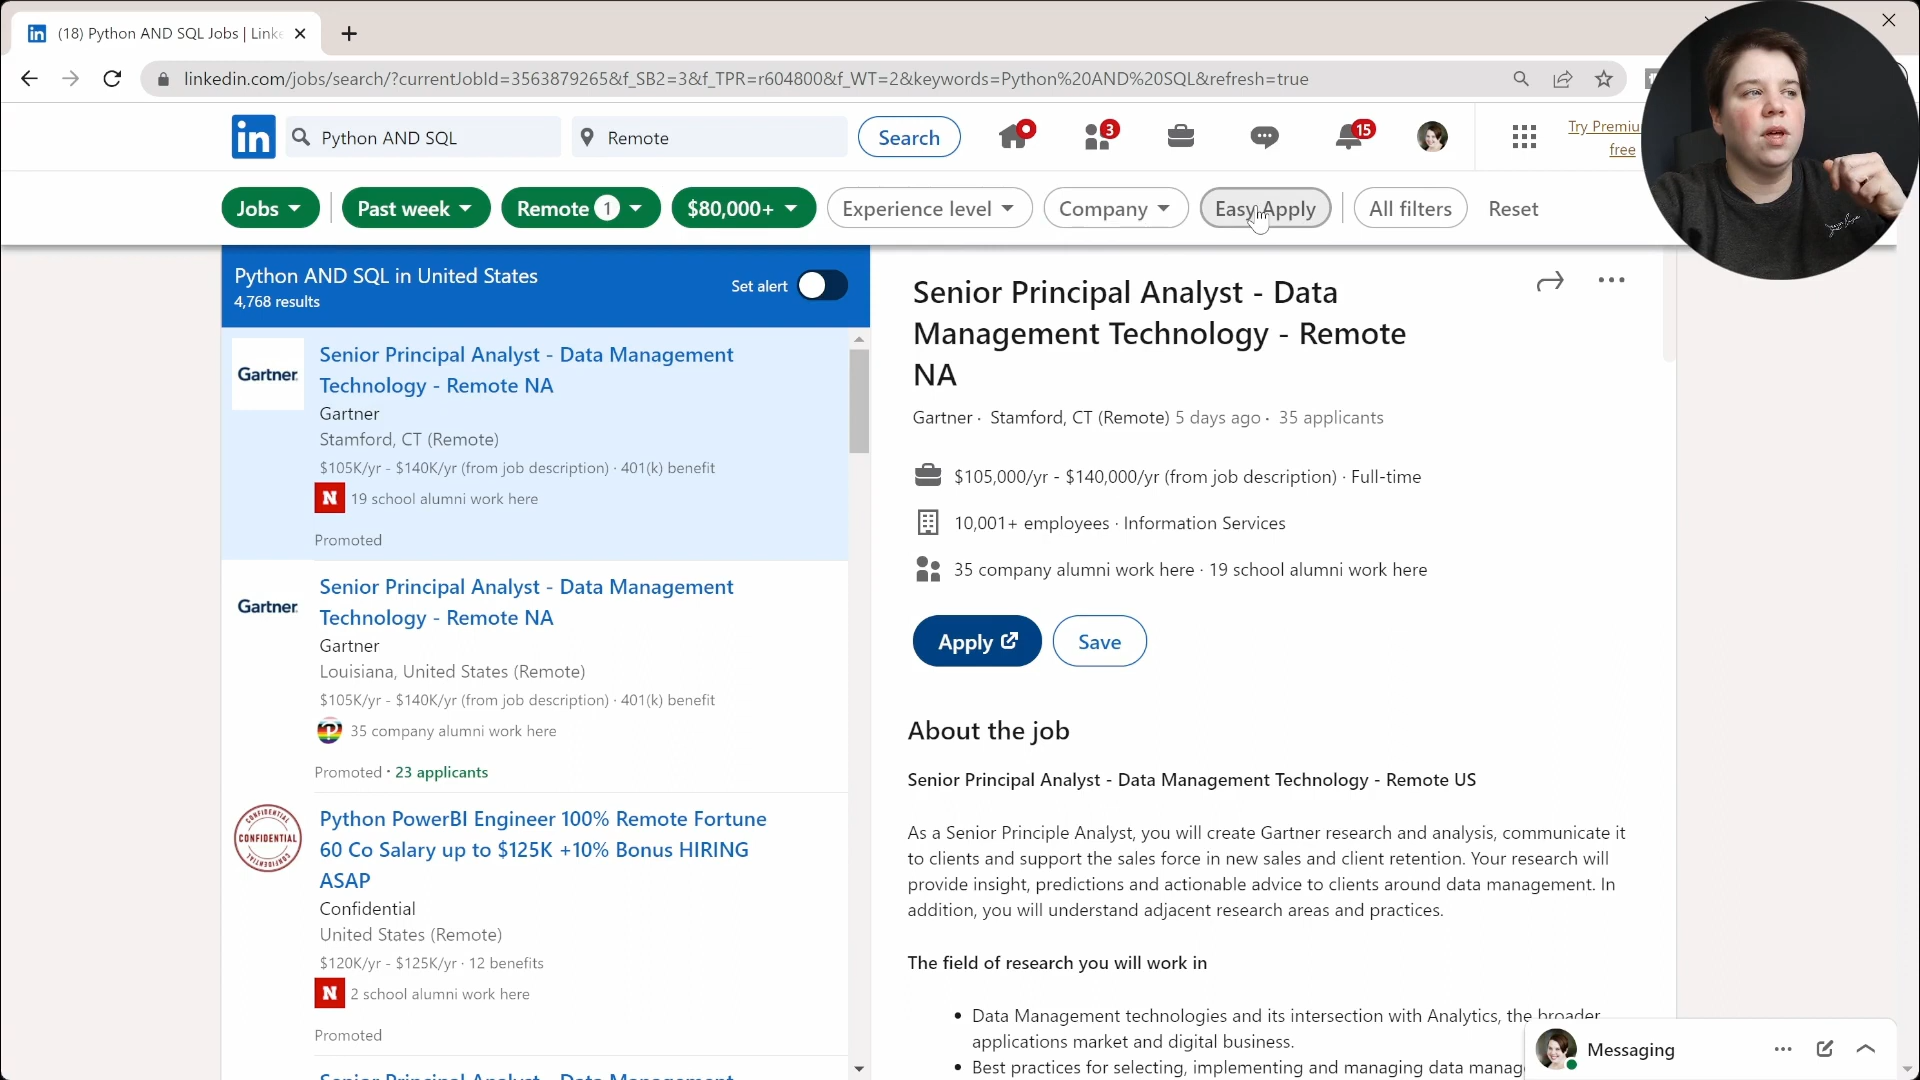 (18) Python AND SQL Jobs | Linke
linkedin.com/jobs/search/?currentJobId=3563879265&f_SB2=3&f_TPR=r604800&f_WT=2&keywords=Python%20AND%20SQL&refresh=true
in
Python AND SQL
Remote
Search
3
15
Try Premiu
free
Jobs
Past week
Remote 1
$80,000+
Experience level
Company
Easy Apply
All filters
Reset
Python AND SQL in United States
4,768 results
Set alert
Gartner
Senior Principal Analyst - Data Management
Technology - Remote NA
Gartner
Stamford, CT (Remote)
$105K/yr - $140K/yr (from job description) · 401(k) benefit
N
19 school alumni work here
Promoted
Gartner
Senior Principal Analyst - Data Management
Technology - Remote NA
Gartner
Louisiana, United States (Remote)
$105K/yr - $140K/yr (from job description) · 401(k) benefit
35 company alumni work here
Promoted · 23 applicants
CONFIDENTIAL
Python PowerBI Engineer 100% Remote Fortune
60 Co Salary up to $125K +10% Bonus HIRING
ASAP
Confidential
United States (Remote)
$120K/yr - $125K/yr · 12 benefits
N
2 school alumni work here
Promoted
Senior Principal Analyst - Data Management
Senior Principal Analyst - Data
Management Technology - Remote
NA
Gartner · Stamford, CT (Remote) 5 days ago · 35 applicants
$105,000/yr - $140,000/yr (from job description) · Full-time
10,001+ employees · Information Services
35 company alumni work here · 19 school alumni work here
Apply
Save
About the job
Senior Principal Analyst - Data Management Technology - Remote US
As a Senior Principle Analyst, you will create Gartner research and analysis, communicate it
to clients and support the sales force in new sales and client retention. Your research will
provide insight, predictions and actionable advice to clients around data management. In
addition, you will understand adjacent research areas and practices.
The field of research you will work in
• Data Management technologies and its intersection with Analytics, the broader
applications market and digital business.
• Best practices for selecting, implementing and managing data manag
Messaging